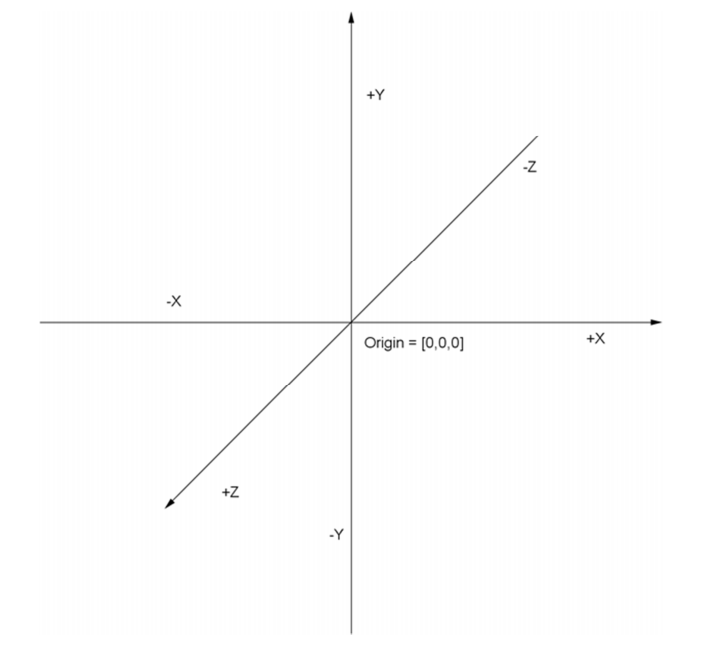 +Y
-Z
-X
Origin = [0,0,0]
+X
+Z
-Y